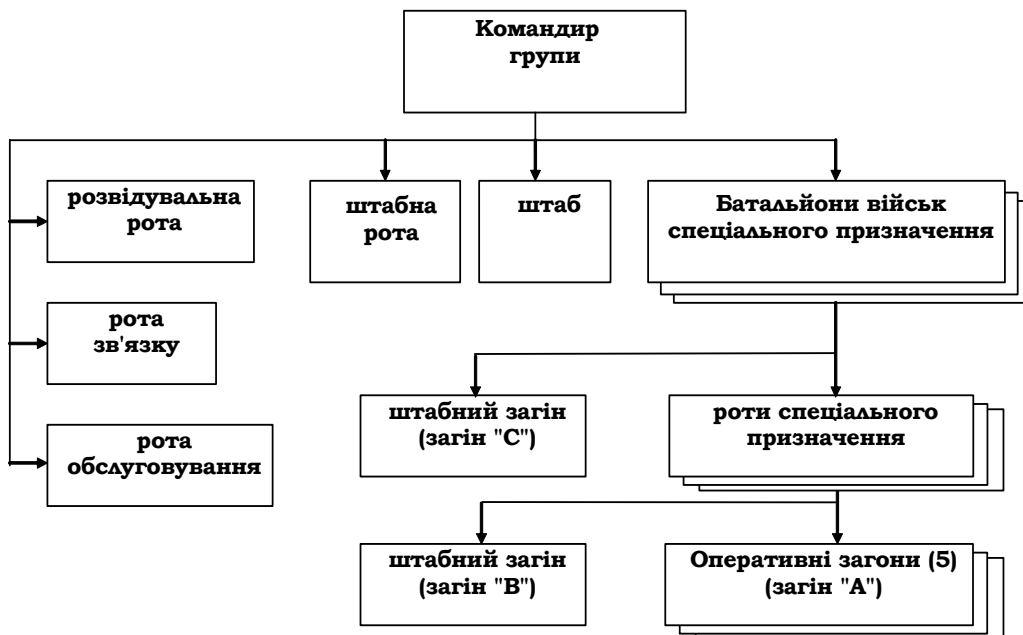 Командир
групи
розвідувальна
рота
штабна
рота
штаб
Батальйони військ
спеціального призначення
рота
зв'язку
штабний загін
(загін "С")
роти спеціального
призначення
рота
обслуговування
штабний загін
(загін "В")
Оперативні загони (5)
(загін "А")